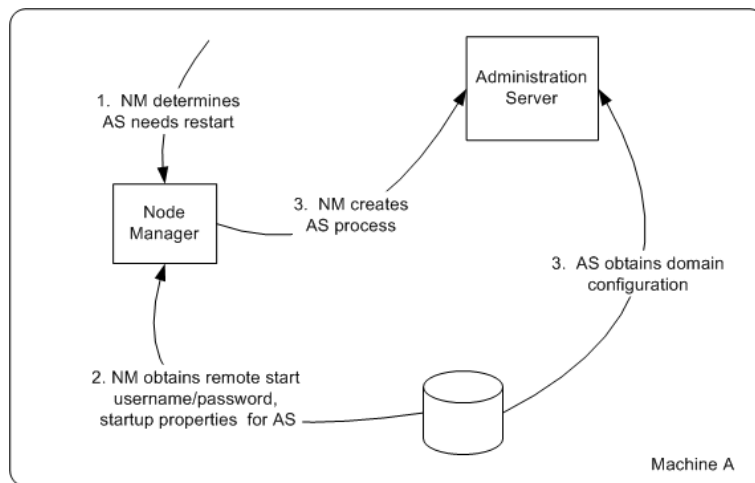 Administration
Server
1. NM determines
AS needs restart
Node
Manager
3. NM creates
AS process
3. AS obtains domain
configuration
2. NM obtains remote start
username/password,
startup properties for AS
Machine A